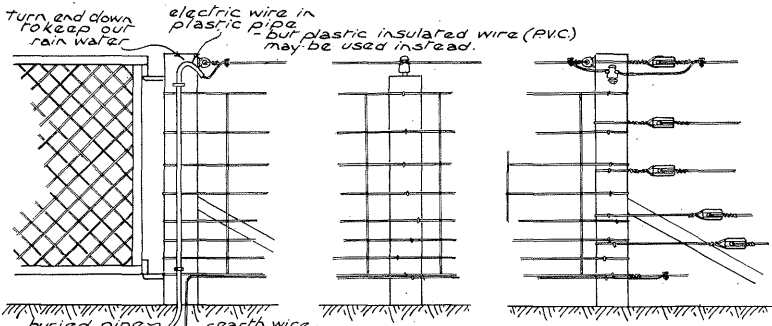 turn end down
to keep out
rain water
electric wire in
plastic pipe
- but plastic insulated wire (P.V.C.)
may be used instead.
buried pipe
earth wire